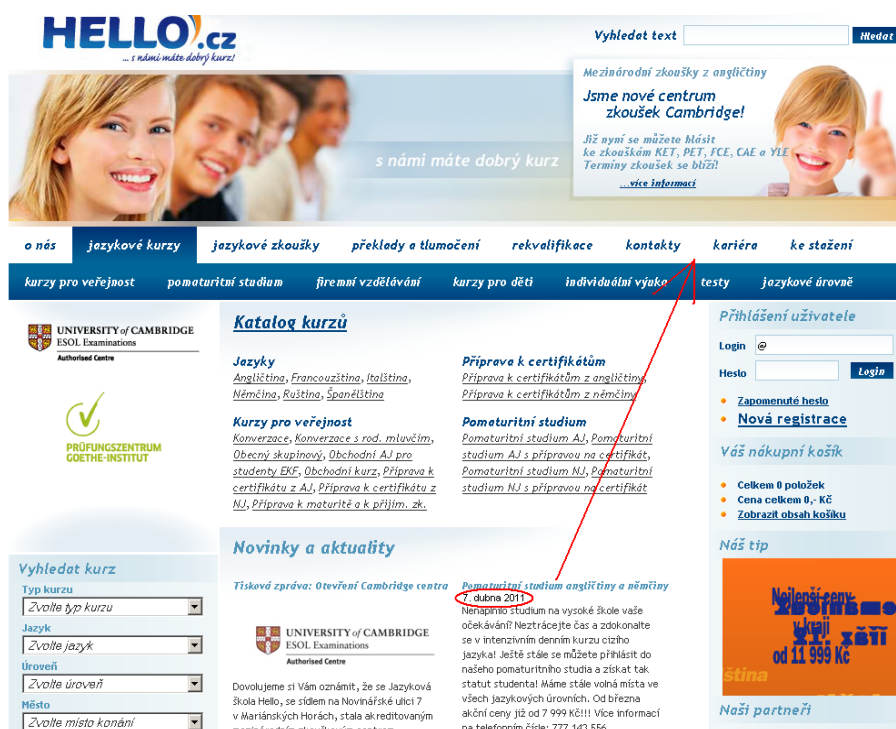 HELLO.cz
... s námi máte dobrý kurz!
Vyhledat text
Hledat
s námi máte dobrý kurz
Mezinárodní zkoušky z angličtiny
Jsme nové centrum
zkoušek Cambridge!
Již nyní se můžete hlásit
ke zkouškám KET, PET, FCE, CAE a YLE
Termíny zkoušek se blíží!
...více informací
o nás jazykové kurzy jazykové zkoušky překlady a tlumočení rekvalifikace kontakty kariéra ke stažení
kurzy pro veřejnost pomaturitní studium firemní vzdělávání kurzy pro děti individuální výuka testy jazykové úrovně
UNIVERSITY of CAMBRIDGE
ESOL Examinations
Authorised Centre
PRÜFUNGSZENTRUM
GOETHE-INSTITUT
Vyhledat kurz
Typ kurzu
Zvolte typ kurzu
Jazyk
Zvolte jazyk
Úroveň
Zvolte úroveň
Město
Zvolte místo konání
Katalog kurzů
Jazyky
Angličtina, Francouzština, Italština,
Němčina, Ruština, Španělština
Kurzy pro veřejnost
Konverzace, Konverzace s rod. mluvčím,
Obecný skupinový, Obchodní AJ pro
studenty EKF, Obchodní kurz, Příprava k
certifikátu z AJ, Příprava k certifikátu z
NJ, Příprava k maturitě a k přijím. zk.
Příprava k certifikátům
Příprava k certifikátům z angličtiny,
Příprava k certifikátům z němčiny
Pomaturitní studium
Pomaturitní studium AJ, Pomaturitní
studium AJ s přípravou na certifikát,
Pomaturitní studium NJ, Pomaturitní
studium NJ s přípravou na certifikát
Novinky a aktuality
Tisková zpráva: Otevření Cambridge centra
UNIVERSITY of CAMBRIDGE
ESOL Examinations
Authorised Centre
Dovolujeme si Vám oznámit, že se Jazyková
škola Hello, se sídlem na Novinářské ulici 7
v Mariánských Horách, stala akreditovaným
mezinárodním zkouškovým centrem
Pomaturitní studium angličtiny a němčiny
7. dubna 2011
Nenaplnilo studium na vysoké škole vaše
očekávání? Neztrácejte čas a zdokonalte
se v intenzivním denním kurzu cizího
jazyka! Ještě stále se můžete přihlásit do
našeho pomaturitního studia a získat tak
statut studenta! Máme stále volná místa ve
všech jazykových úrovních. Od března
akční ceny již od 7 999 Kč!!! Více informací
na telefonním čísle: 777 143 556
Přihlášení uživatele
Login @
Heslo
Login
Zapomenuté heslo
Nová registrace
Váš nákupní košík
Celkem 0 položek
Cena celkem 0,- Kč
Zobrazit obsah košíku
Náš tip
Nejlepší ceny
v kraji
září
od 11 999 Kč
ština
Naši partneři